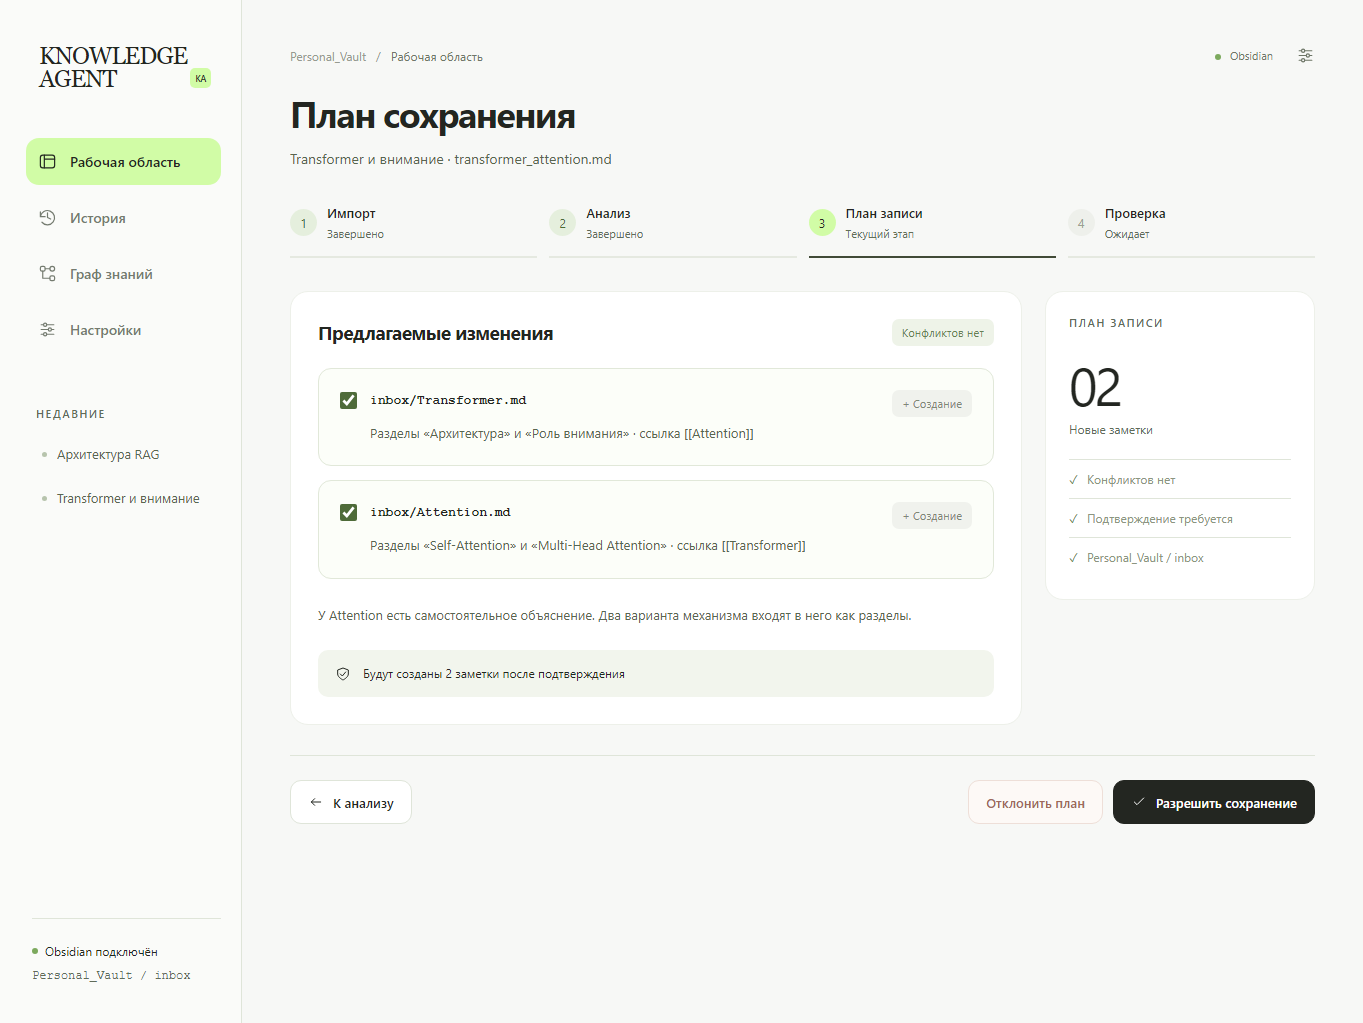 KNOWLEDGE
AGENT
KA
Рабочая область
История
Граф знаний
Настройки
НЕДАВНИЕ
Архитектура RAG
Transformer и внимание
Obsidian подключён
Personal_Vault / inbox
Personal_Vault / Рабочая область
Obsidian
План сохранения
Transformer и внимание · transformer_attention.md
1
Импорт
Завершено
2
Анализ
Завершено
3
План записи
Текущий этап
4
Проверка
Ожидает
Предлагаемые изменения
Конфликтов нет
inbox/Transformer.md
+ Создание
Разделы «Архитектура» и «Роль внимания» · ссылка [[Attention]]
inbox/Attention.md
+ Создание
Разделы «Self-Attention» и «Multi-Head Attention» · ссылка [[Transformer]]
У Attention есть самостоятельное объяснение. Два варианта механизма входят в него как разделы.
Будут созданы 2 заметки после подтверждения
ПЛАН ЗАПИСИ
02
Новые заметки
Конфликтов нет
Подтверждение требуется
Personal_Vault / inbox
К анализу
Отклонить план
Разрешить сохранение